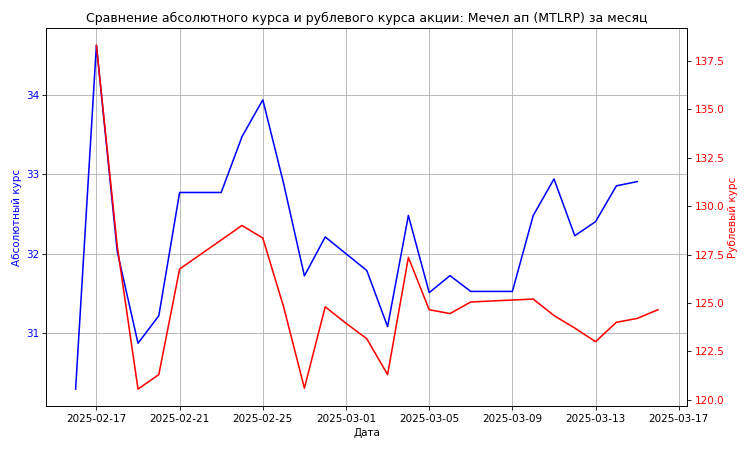 Сравнение абсолютного курса и рублевого курса акции: Мечел ап (MTLRP) за месяц
Абсолютный курс
34
33
32
31
137.5
135.0
132.5
130.0
127.5
125.0
122.5
120.0
Рублевый курс
2025-02-17 2025-02-21 2025-02-25 2025-03-01 2025-03-05 2025-03-09 2025-03-13 2025-03-17
Дата